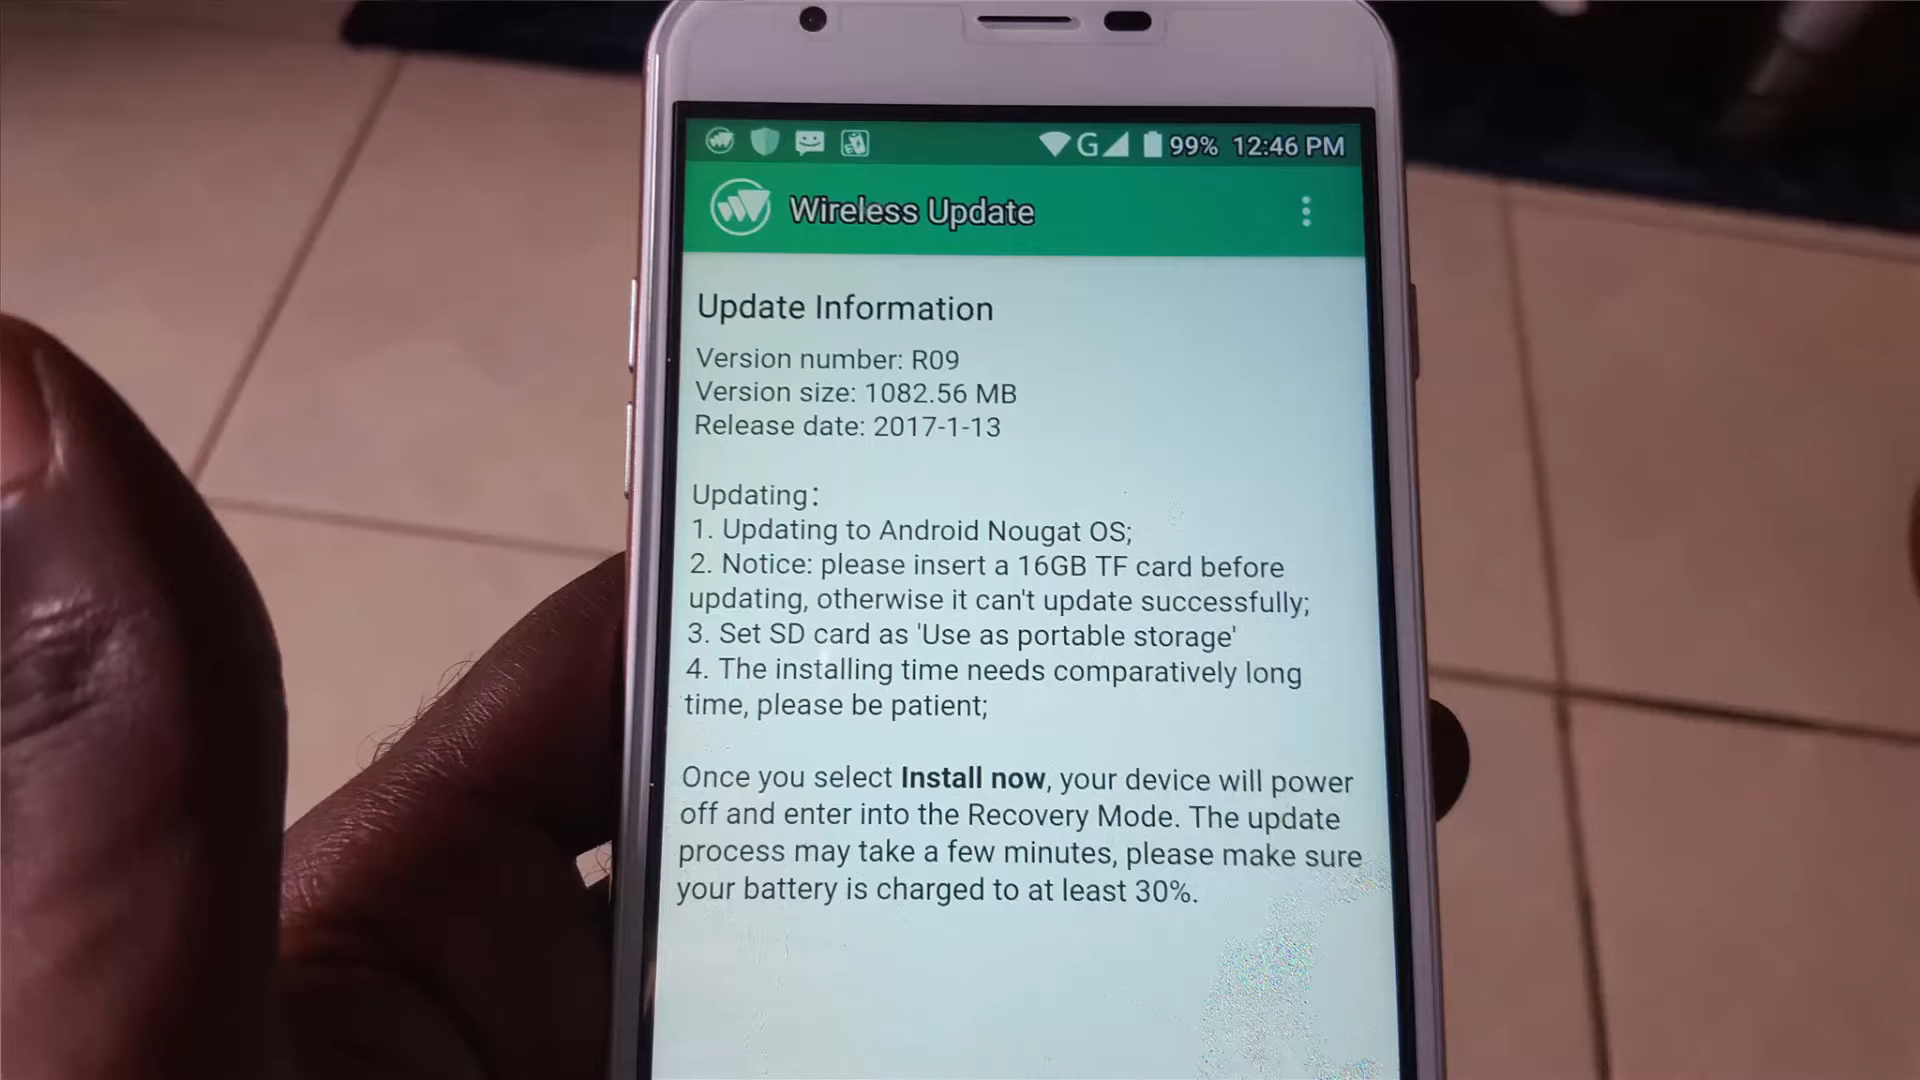 G 99% 12:46 PM
Wireless Update
Update Information
Version number: R09
Version size: 1082.56 MB
Release date: 2017-1-13
Updating:
1. Updating to Android Nougat OS;
2. Notice: please insert a 16GB TF card before
updating, otherwise it can't update successfully;
3. Set SD card as 'Use as portable storage'
4. The installing time needs comparatively long
time, please be patient;
Once you select Install now, your device will power
off and enter into the Recovery Mode. The update
process may take a few minutes, please make sure
your battery is charged to at least 30%.